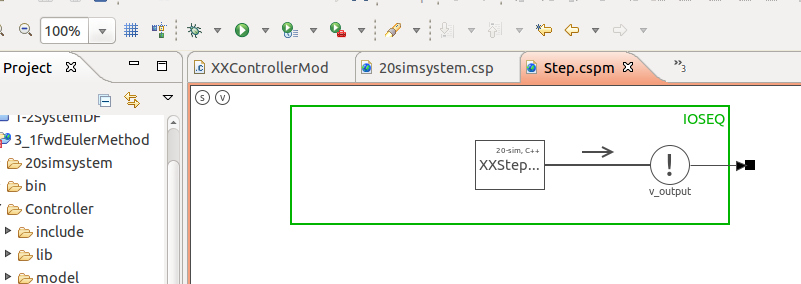 100%
Project
XXControllerMod
20simsystem.csp
Step.cspm
»3
1-2SystemDF
3_1fwdEulerMethod
20simsystem
bin
Controller
include
lib
model
S V
IOSEQ
20-sim, C++
XXStep...
!
v_output